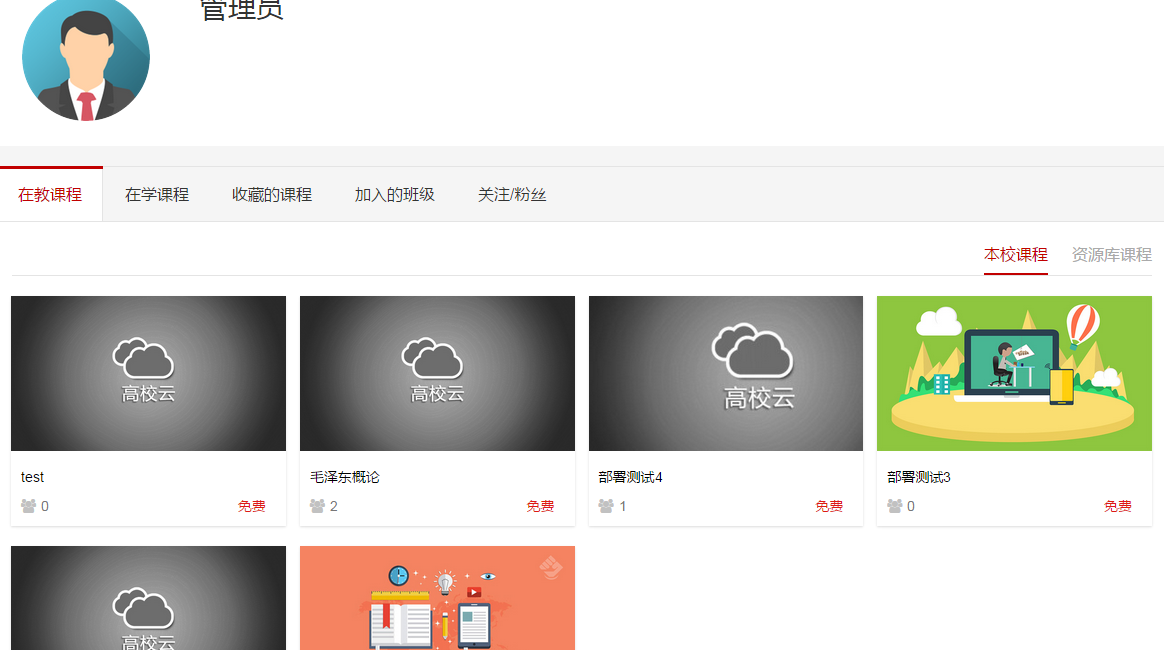 管理员
在教课程 在学课程 收藏的课程 加入的班级 关注/粉丝
本校课程 资源库课程
高校云 高校云 高校云
test 毛泽东概论 部署测试4 部署测试3
0 免费 2 免费 1 免费 0 免费
高校云